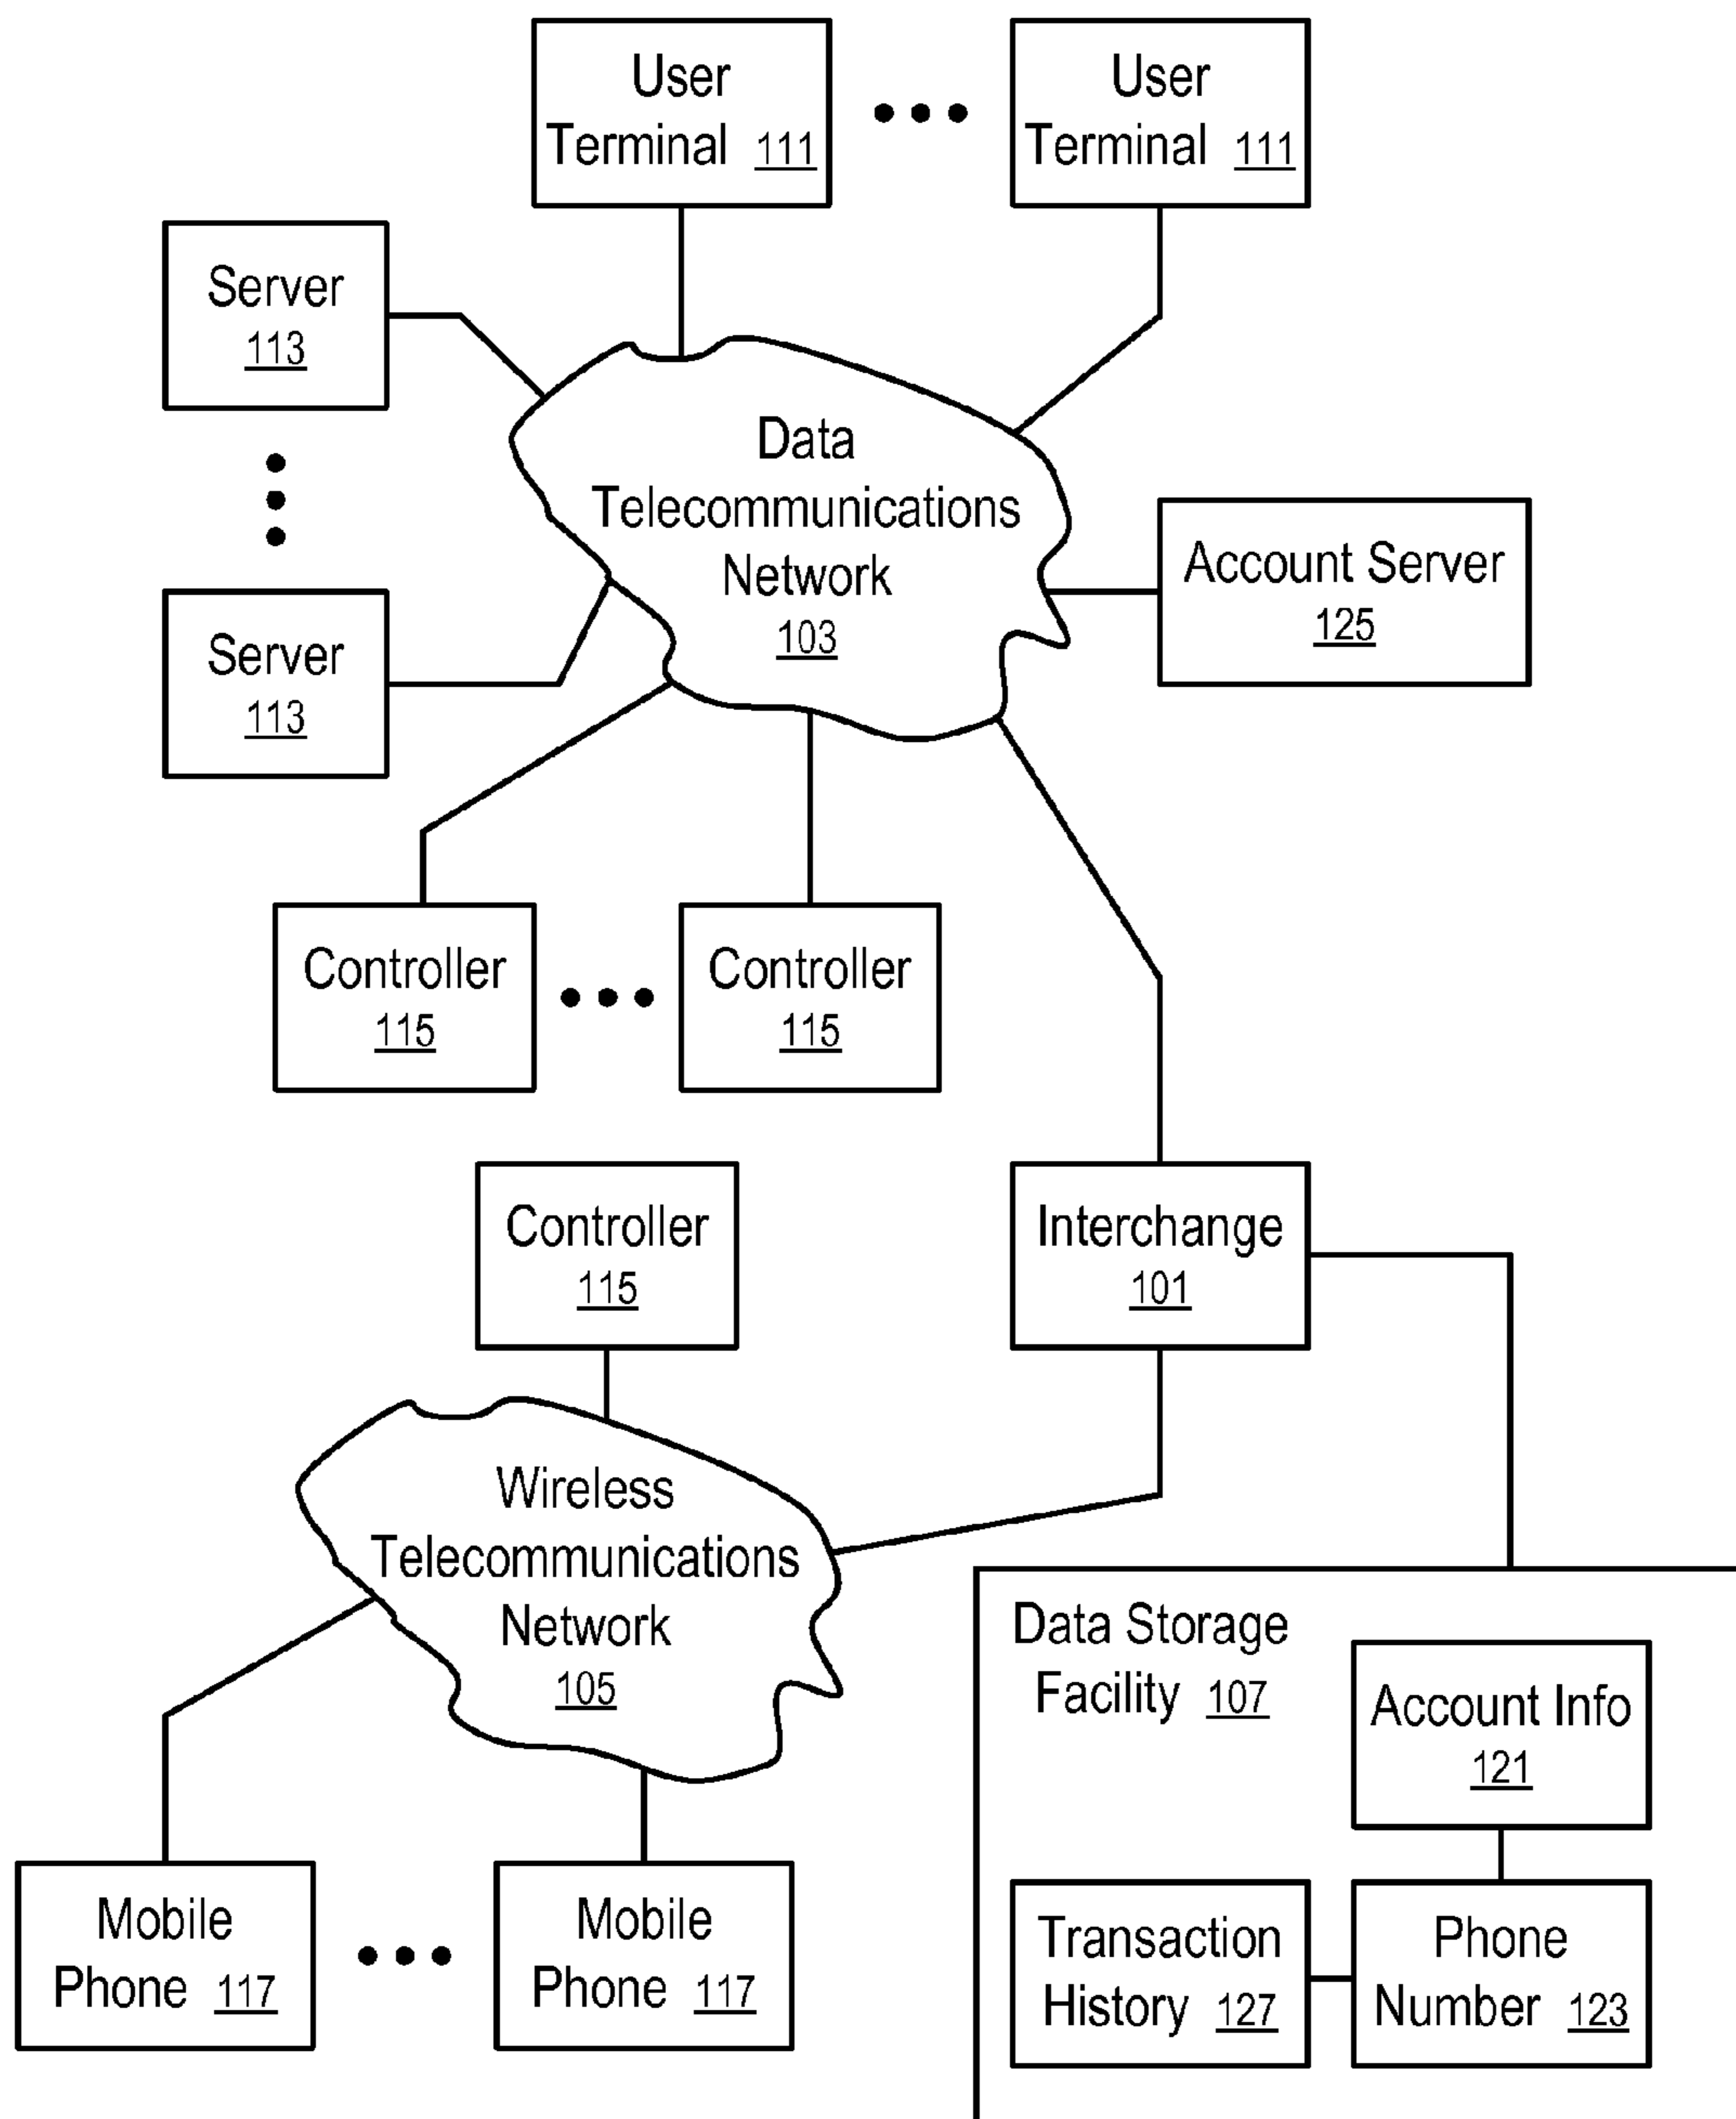 User
Terminal 111
User
Terminal 111
Server
113
Data
Telecommunications
Network
103
Account Server
125
Server
113
Controller
115
Controller
115
Controller
115
Interchange
101
Wireless
Telecommunications
Network
105
Data Storage
Facility 107
Account Info
121
Mobile
Phone 117
Mobile
Phone 117
Transaction
History 127
Phone
Number 123